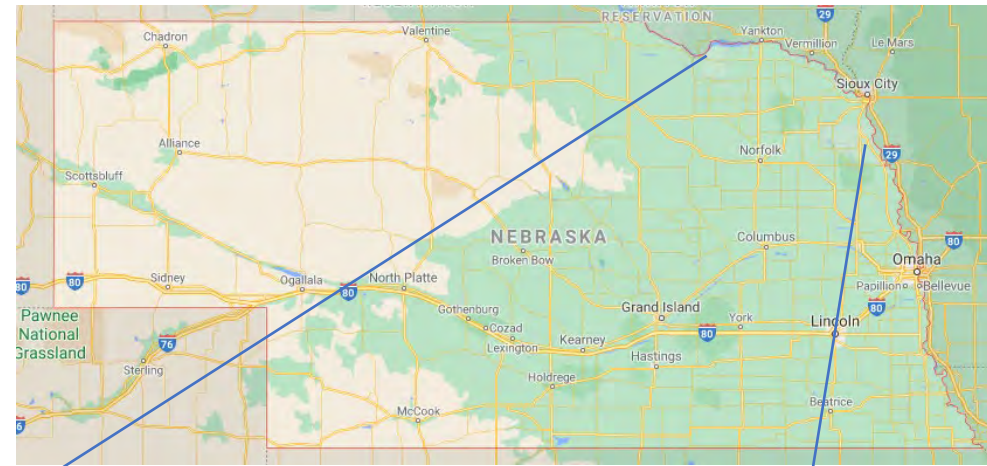 RESERVATION
29
Chadron
Valentine
Yankton
Vermillion
Le Mars
Sioux City
Alliance
Norfolk
29
Scottsbluff
NEBRASKA
Columbus
80
Broken Bow
Omaha
80
80
Sidney
Ogallala
80
North Platte
Papillion
Bellevue
Pawnee
National
Grassland
Gothenburg
Grand Island
York
80
Lincoln
80
76
Cozad
Lexington
Kearney
Hastings
Sterling
Holdrege
McCook
Beatrice
6